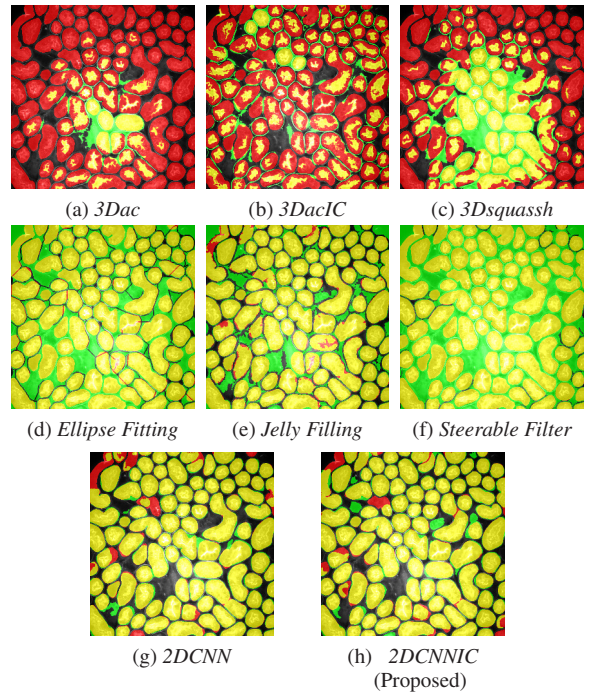 (a) 3Dac
(b) 3DacIC
(c) 3Dsquassh
(d) Ellipse Fitting
(e) Jelly Filling
(f) Steerable Filter
(g) 2DCNN
(h) 2DCNNIC
(Proposed)